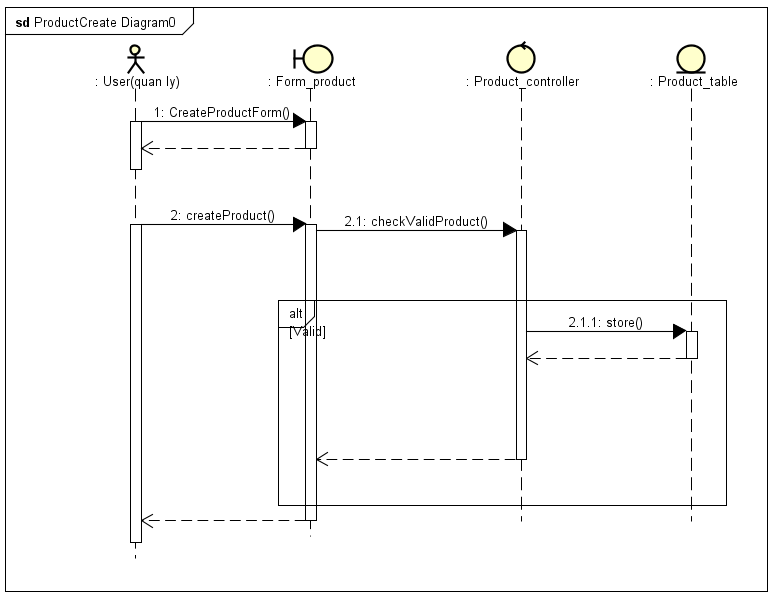 sd ProductCreate Diagram0
: User(quan ly)
: Form_product
: Product_controller
: Product_table
1: CreateProductForm()
2: createProduct()
2.1: checkValidProduct()
alt
[Valid]
2.1.1: store()